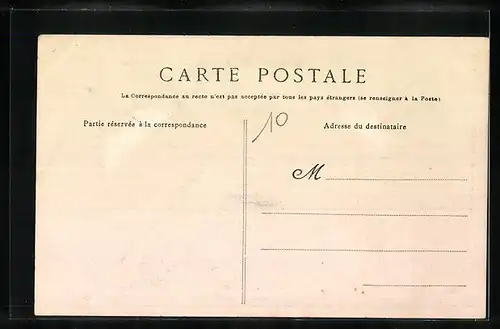 CARTE POSTALE
La Correspondance au recto n'est pas acceptée par tous les pays étrangers (se renseigner à la Poste)
Partie réservée à la correspondance
10
Adresse du destinataire
M